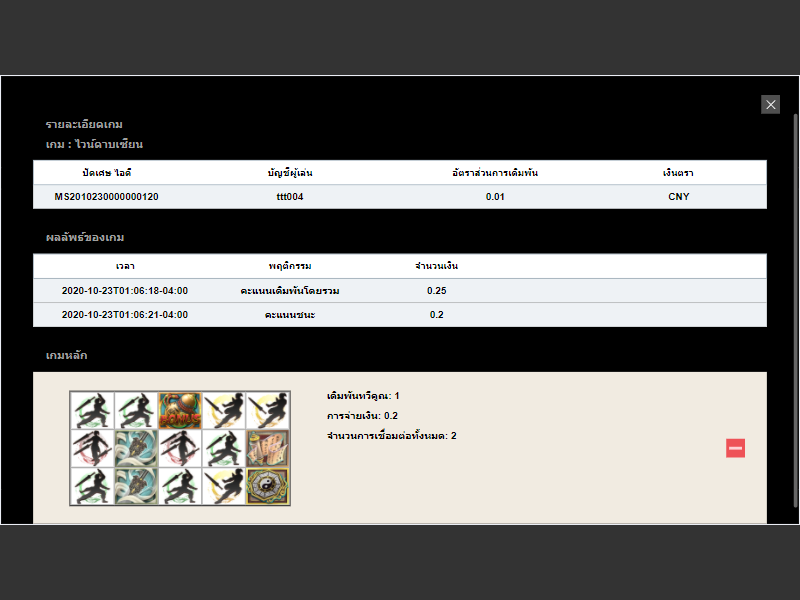 รายละเอียดเกม
เกม : ไวน์ดาบเซียน
ปัดเศษ ไอดี บัญชีผู้เล่น อัตราส่วนการเดิมพัน เงินตรา
MS2010230000000120 ttt004 0.01 CNY
ผลลัพธ์ของเกม
เวลา พฤติกรรม จำนวนเงิน
2020-10-23T01:06:18-04:00 คะแนนเดิมพันโดยรวม 0.25
2020-10-23T01:06:21-04:00 คะแนนชนะ 0.2
เกมหลัก
BONUS
เดิมพันทวีคูณ: 1
การจ่ายเงิน: 0.2
จำนวนการเชื่อมต่อทั้งหมด: 2